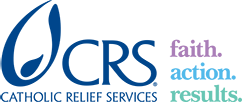 CRS®
CATHOLIC RELIEF SERVICES
faith.
action.
results.